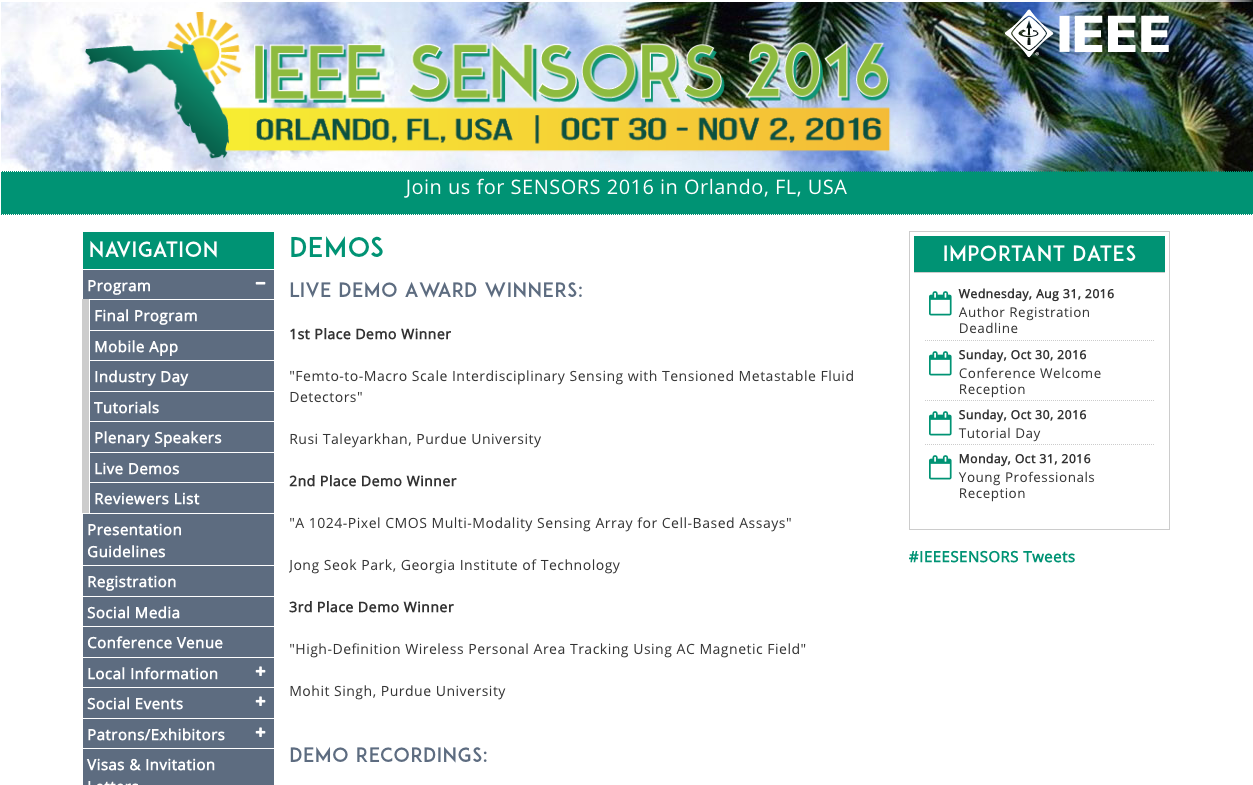 IEEE SENSORS 2016
IEEE
ORLANDO, FL, USA | OCT 30 - NOV 2, 2016
Join us for SENSORS 2016 in Orlando, FL, USA
NAVIGATION
Program
Final Program
Mobile App
Industry Day
Tutorials
Plenary Speakers
Live Demos
Reviewers List
Presentation
Guidelines
Registration
Social Media
Conference Venue
Local Information
Social Events
Patrons/Exhibitors
Visas & Invitation
Letters
DEMOS
LIVE DEMO AWARD WINNERS:
1st Place Demo Winner
"Femto-to-Macro Scale Interdisciplinary Sensing with Tensioned Metastable Fluid
Detectors"
Rusi Taleyarkhan, Purdue University
2nd Place Demo Winner
"A 1024-Pixel CMOS Multi-Modality Sensing Array for Cell-Based Assays"
Jong Seok Park, Georgia Institute of Technology
3rd Place Demo Winner
"High-Definition Wireless Personal Area Tracking Using AC Magnetic Field"
Mohit Singh, Purdue University
DEMO RECORDINGS:
IMPORTANT DATES
Wednesday, Aug 31, 2016
Author Registration
Deadline
Sunday, Oct 30, 2016
Conference Welcome
Reception
Sunday, Oct 30, 2016
Tutorial Day
Monday, Oct 31, 2016
Young Professionals
Reception
#IEEESENSORS Tweets